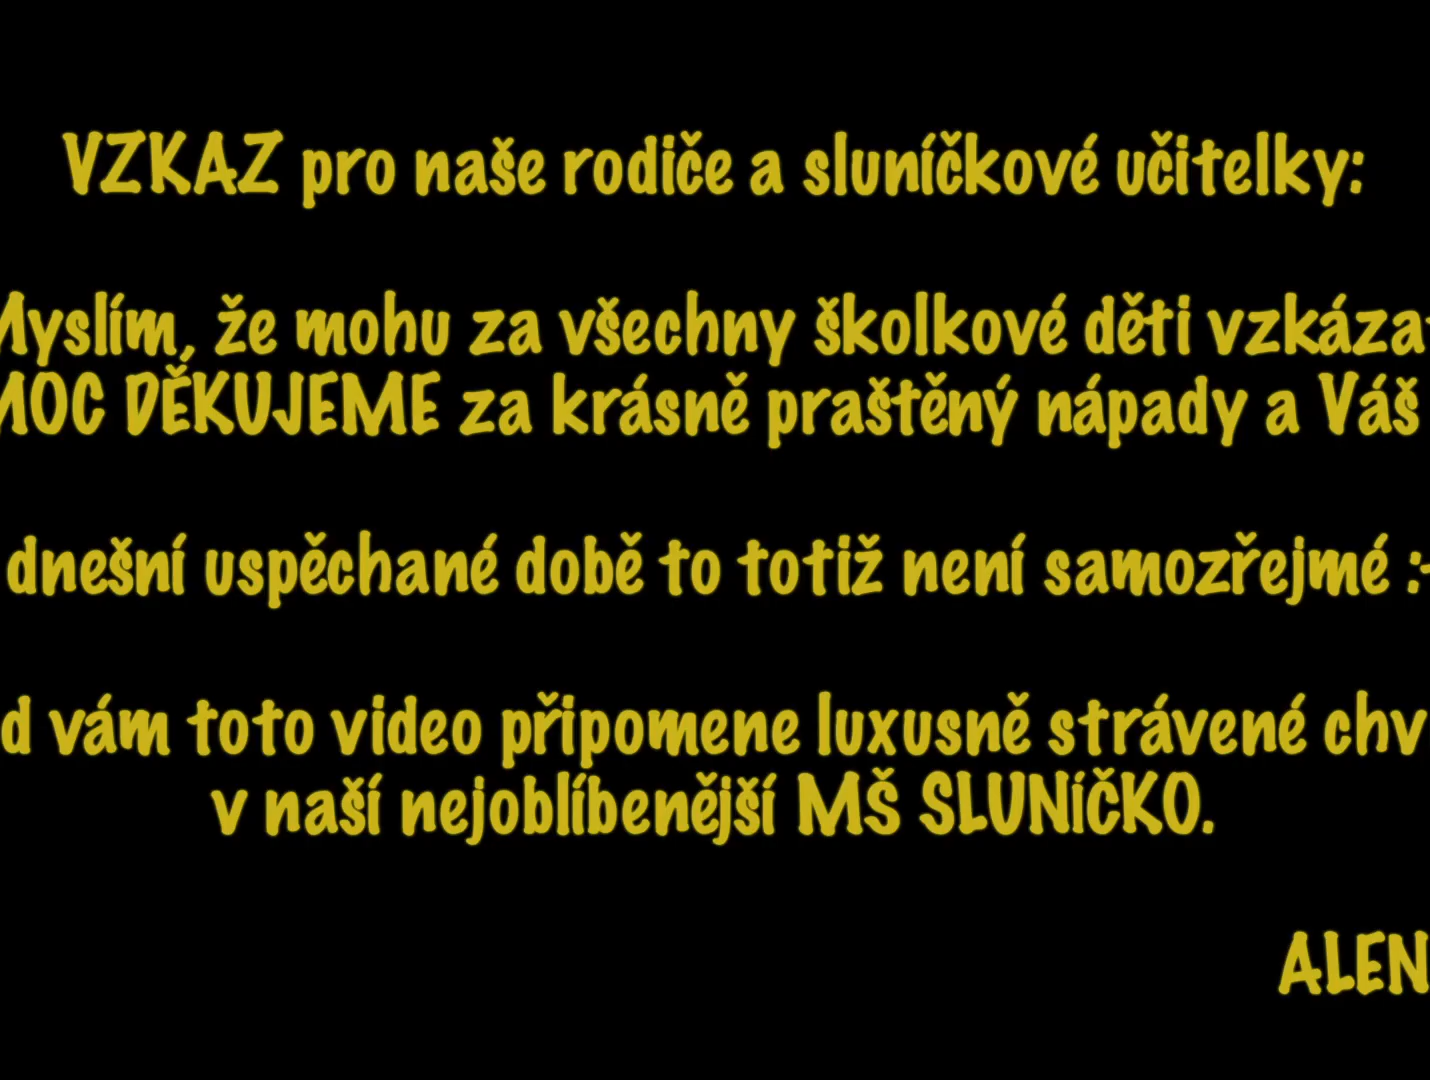 VZKAZ pro naše rodiče a sluníčkové učitelky:
Myslím, že mohu za všechny školkové děti vzkázat
MOC DĚKUJEME za krásně praštěný nápady a Váš
dnešní uspěchané době to totiž není samozřejmé :-
d vám toto video připomene luxusně strávené chv
v naší nejoblíbenější MŠ SLUNÍČKO.
ALEN